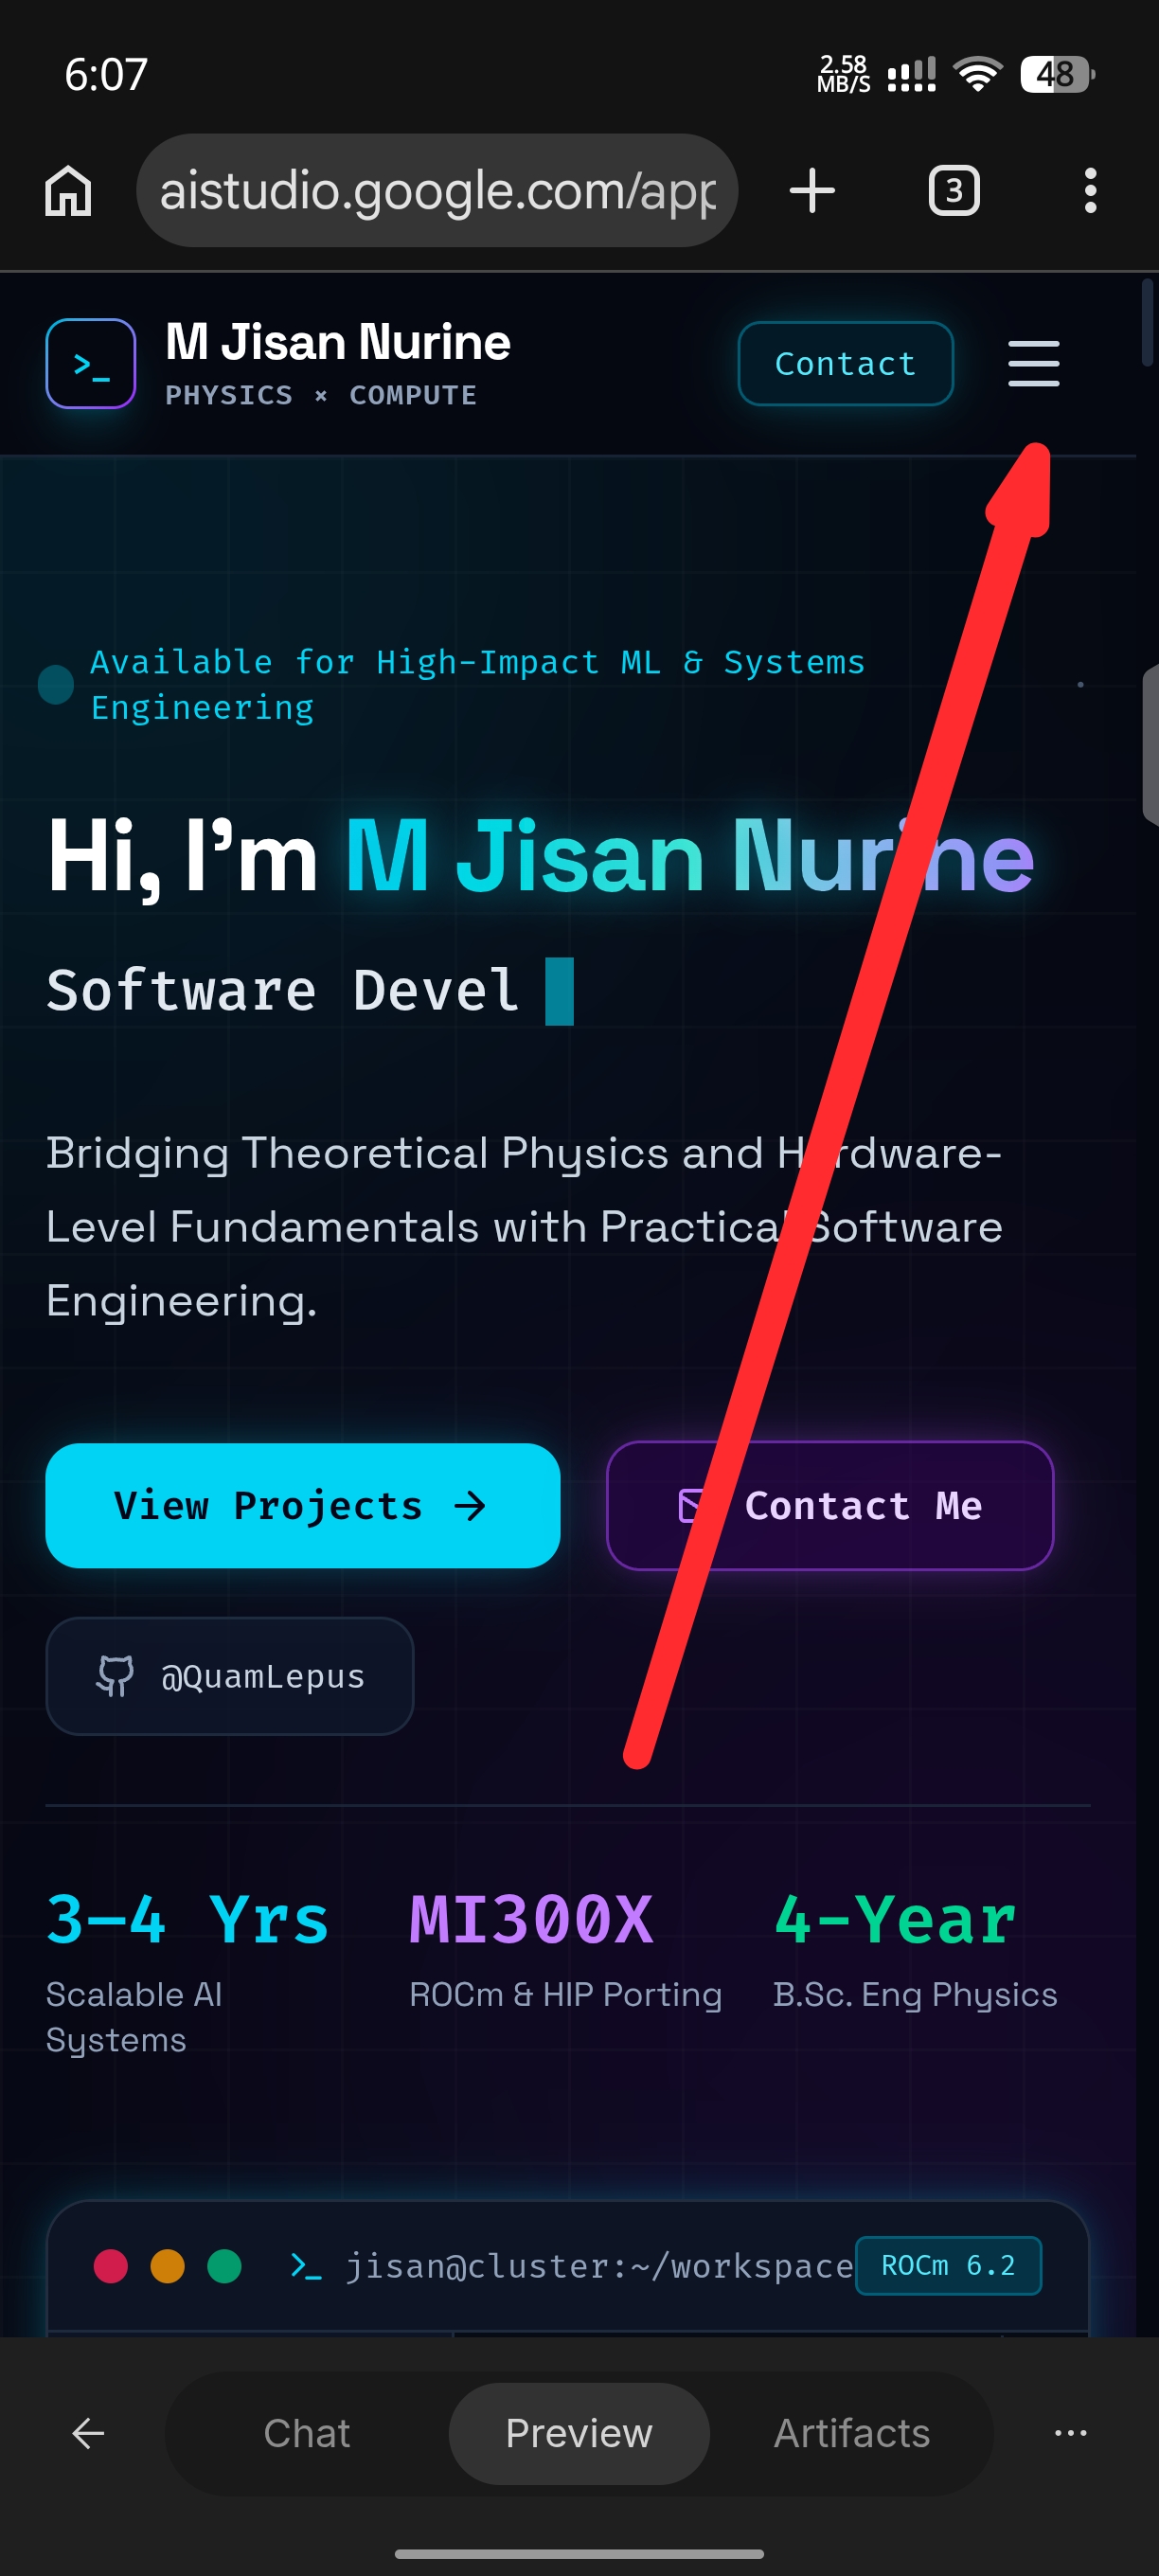 6:07
2.58
MB/S
48
aistudio.google.com/app
3
M Jisan Nurine
PHYSICS × COMPUTE
Contact
Available for High-Impact ML & Systems
Engineering
Hi, I'm M Jisan Nurine
Software Devel
Bridging Theoretical Physics and Hardware-
Level Fundamentals with Practical Software
Engineering.
View Projects →
Contact Me
@QuamLepus
3–4 Yrs
MI300X
4-Year
Scalable AI
Systems
ROCm & HIP Porting
B.Sc. Eng Physics
>_ jisan@cluster:~/workspace
ROCm 6.2
Chat
Preview
Artifacts